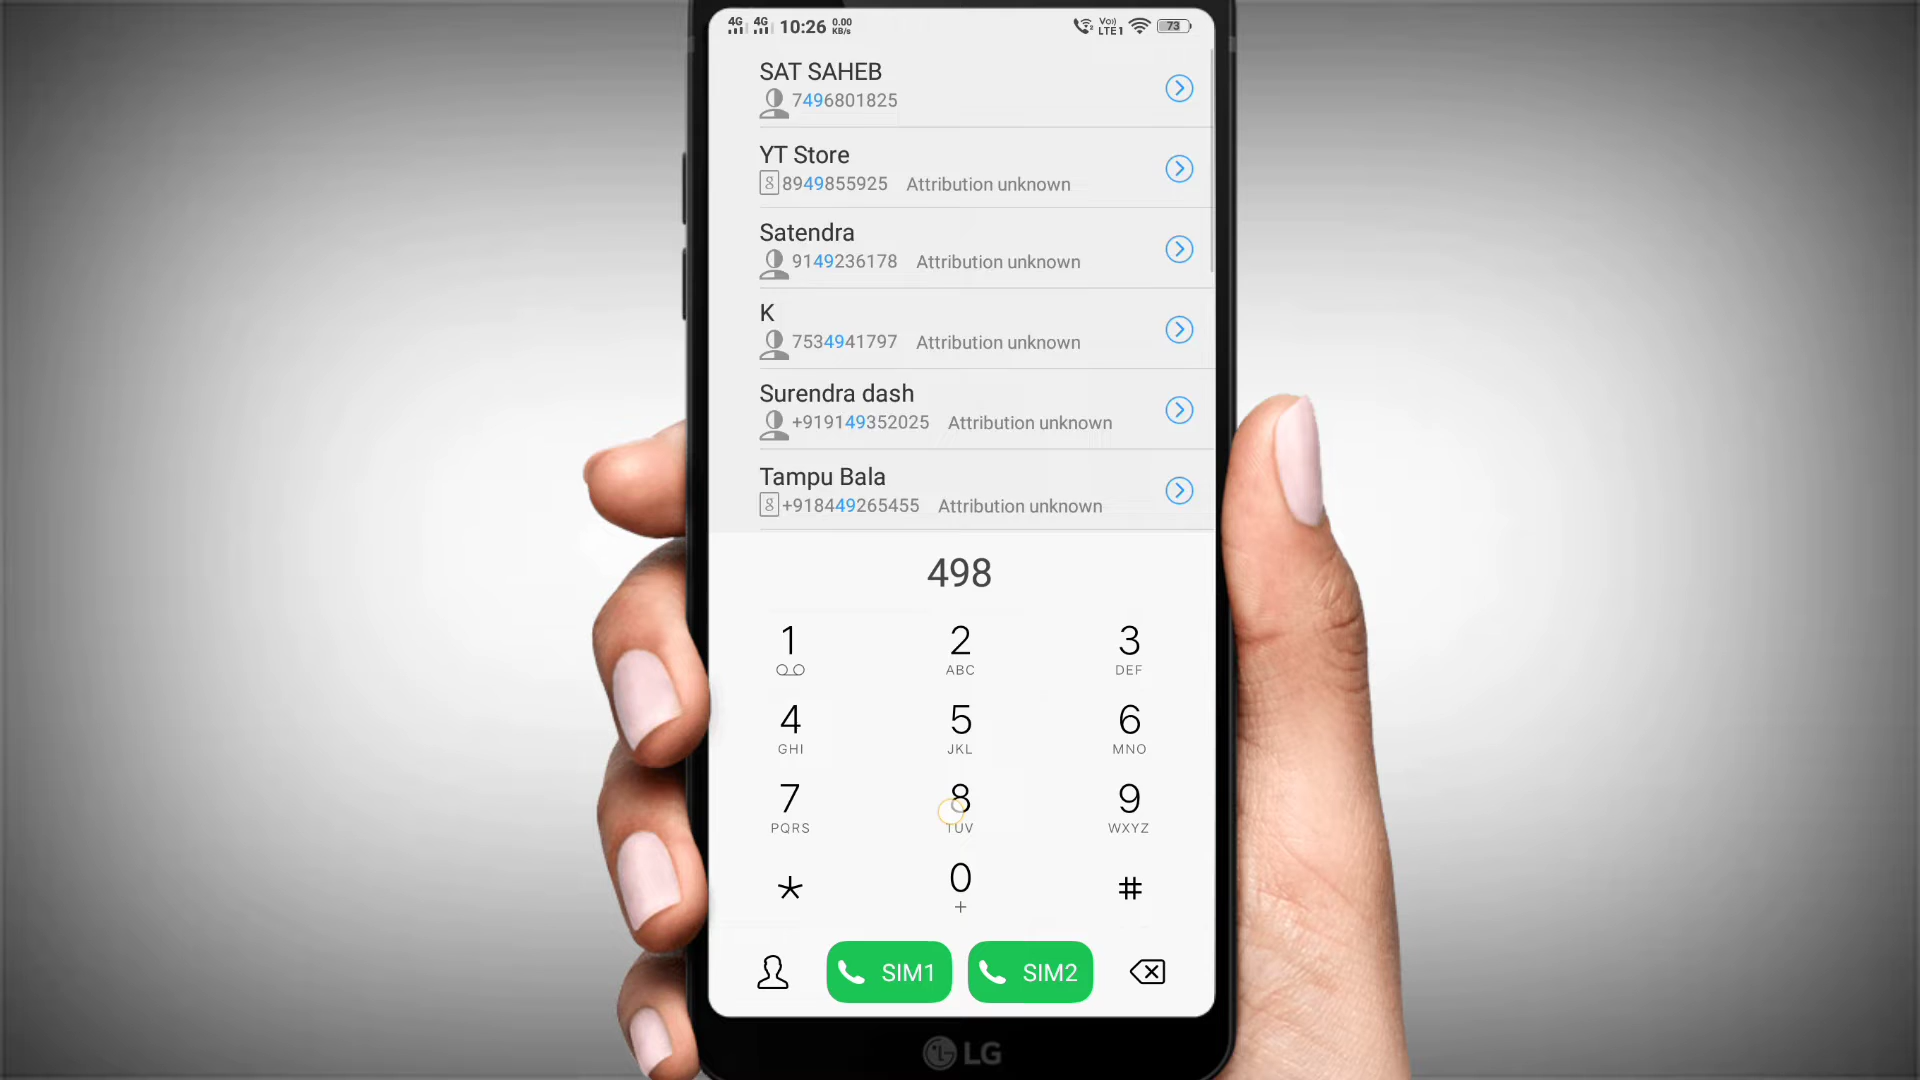 4G 4G 10:26 0.00 KB/s Vo)) LTE1 73
SAT SAHEB
7496801825
YT Store
8949855925 Attribution unknown
Satendra
9149236178 Attribution unknown
K
7534941797 Attribution unknown
Surendra dash
+919149352025 Attribution unknown
Tampu Bala
+918449265455 Attribution unknown
498
1 2 3
ABC DEF
4 5 6
GHI JKL MNO
7 8 9
PQRS TUV WXYZ
* 0 #
+
SIM1 SIM2
LG